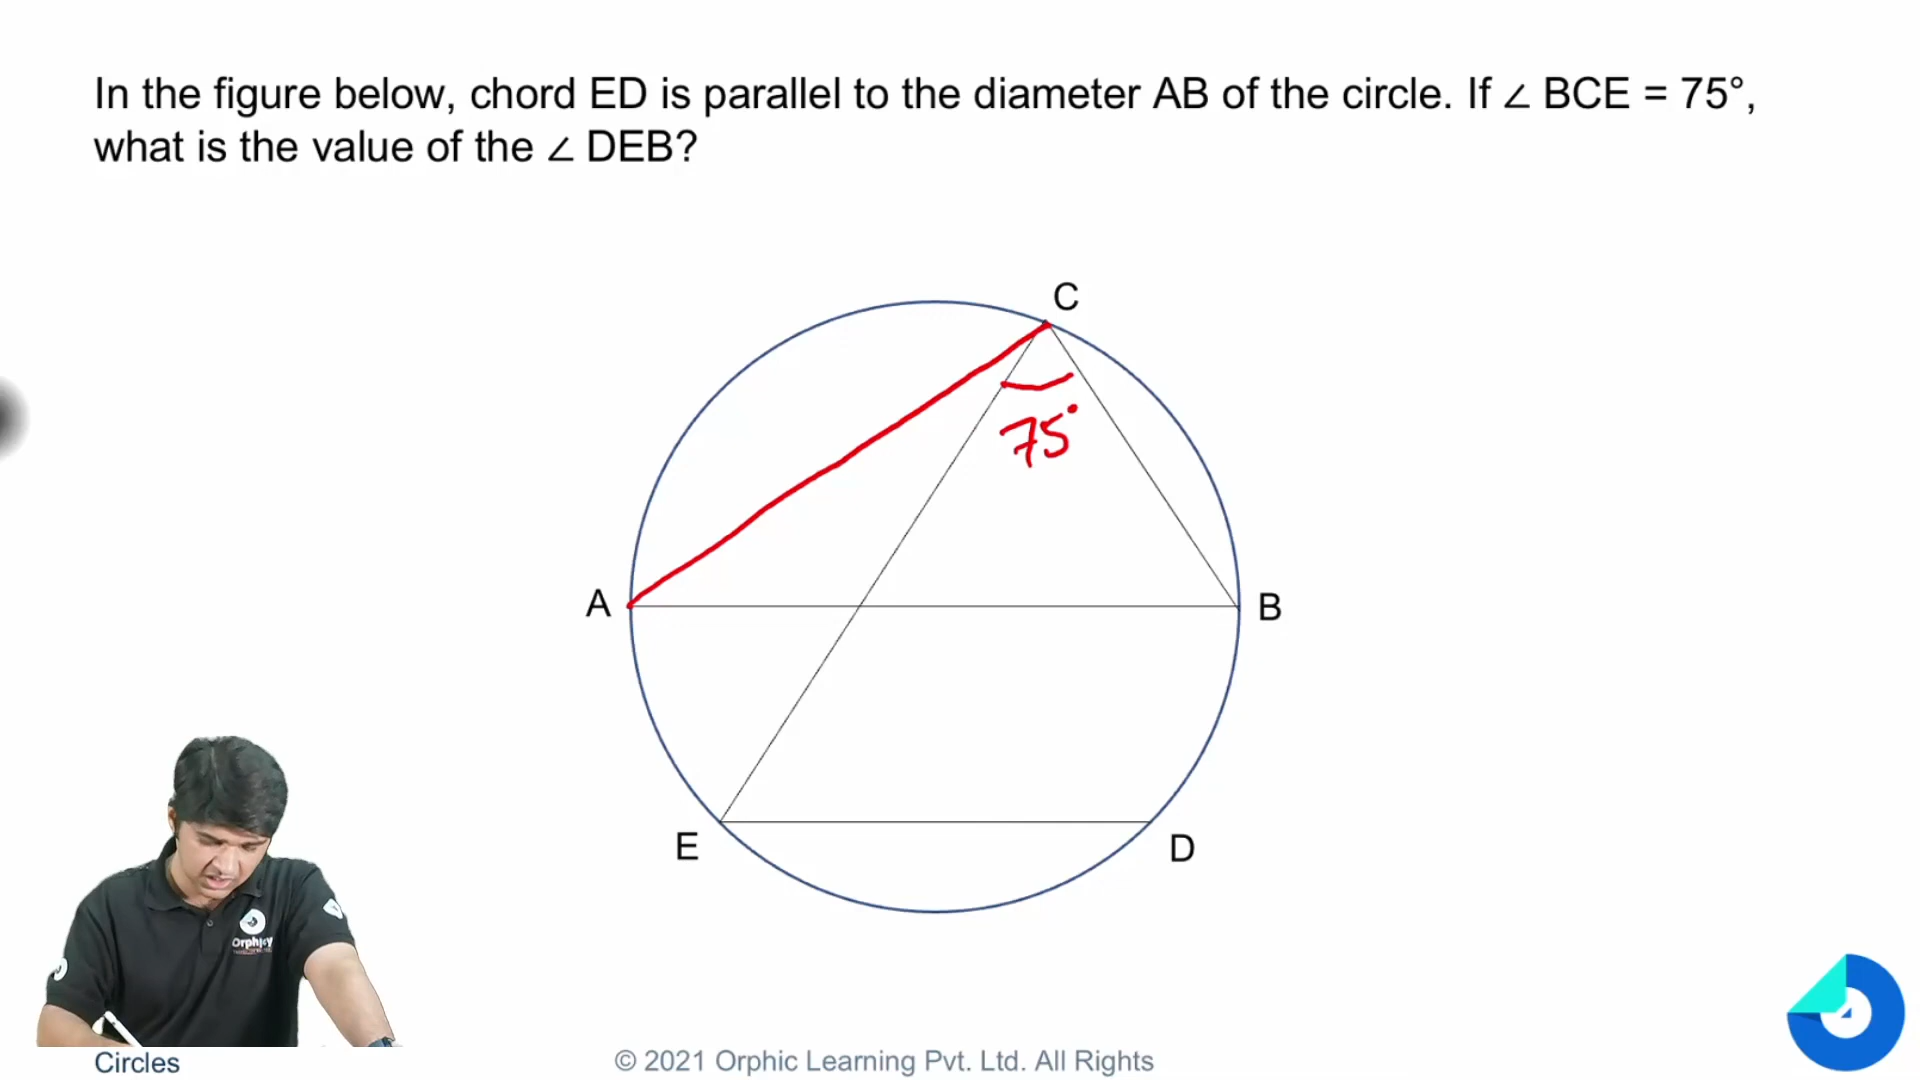 In the figure below, chord ED is parallel to the diameter AB of the circle. If ∠ BCE = 75°,
what is the value of the ∠ DEB?
C
75°
A
B
E
D
Orphicy
Circles
© 2021 Orphic Learning Pvt. Ltd. All Rights